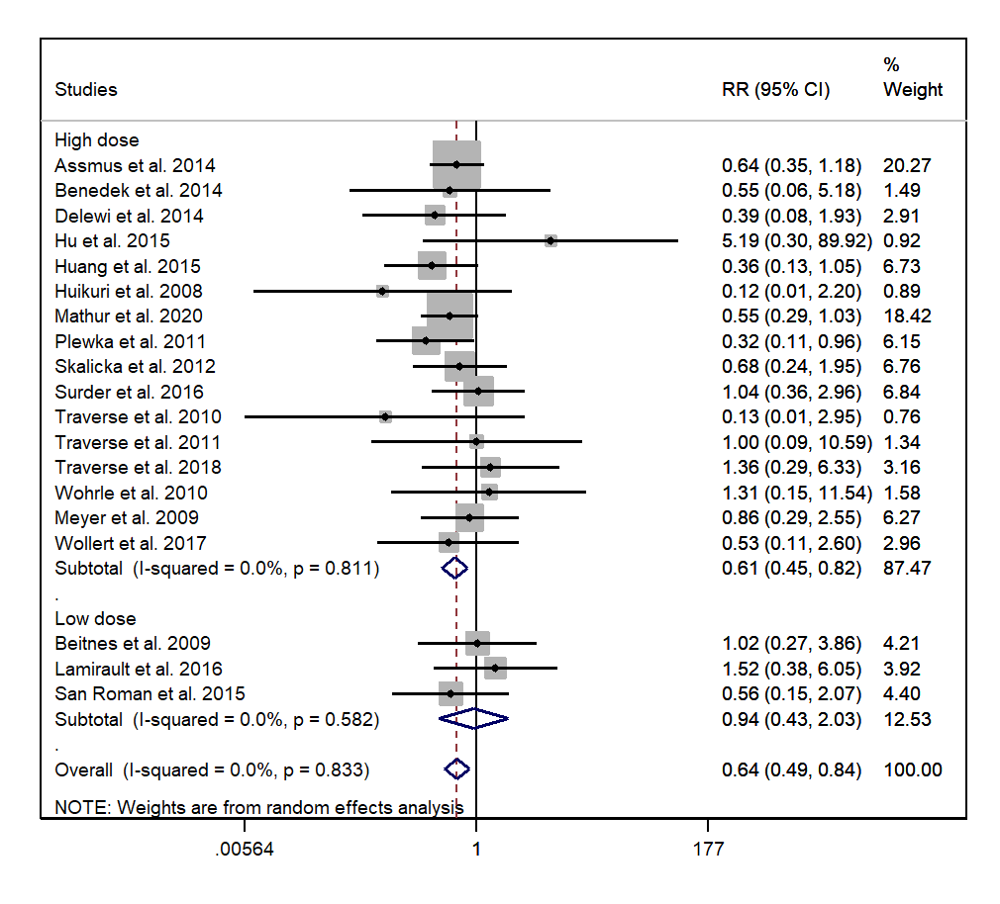 %
Studies RR (95% CI) Weight
High dose
Assmus et al. 2014 0.64 (0.35, 1.18) 20.27
Benedek et al. 2014 0.55 (0.06, 5.18) 1.49
Delewi et al. 2014 0.39 (0.08, 1.93) 2.91
Hu et al. 2015 5.19 (0.30, 89.92) 0.92
Huang et al. 2015 0.36 (0.13, 1.05) 6.73
Huikuri et al. 2008 0.12 (0.01, 2.20) 0.89
Mathur et al. 2020 0.55 (0.29, 1.03) 18.42
Plewka et al. 2011 0.32 (0.11, 0.96) 6.15
Skalicka et al. 2012 0.68 (0.24, 1.95) 6.76
Surder et al. 2016 1.04 (0.36, 2.96) 6.84
Traverse et al. 2010 0.13 (0.01, 2.95) 0.76
Traverse et al. 2011 1.00 (0.09, 10.59) 1.34
Traverse et al. 2018 1.36 (0.29, 6.33) 3.16
Wohrle et al. 2010 1.31 (0.15, 11.54) 1.58
Meyer et al. 2009 0.86 (0.29, 2.55) 6.27
Wollert et al. 2017 0.53 (0.11, 2.60) 2.96
Subtotal (I-squared = 0.0%, p = 0.811) 0.61 (0.45, 0.82) 87.47
.
Low dose
Beitnes et al. 2009 1.02 (0.27, 3.86) 4.21
Lamirault et al. 2016 1.52 (0.38, 6.05) 3.92
San Roman et al. 2015 0.56 (0.15, 2.07) 4.40
Subtotal (I-squared = 0.0%, p = 0.582) 0.94 (0.43, 2.03) 12.53
.
Overall (I-squared = 0.0%, p = 0.833) 0.64 (0.49, 0.84) 100.00
NOTE: Weights are from random effects analysis
.00564 1 177